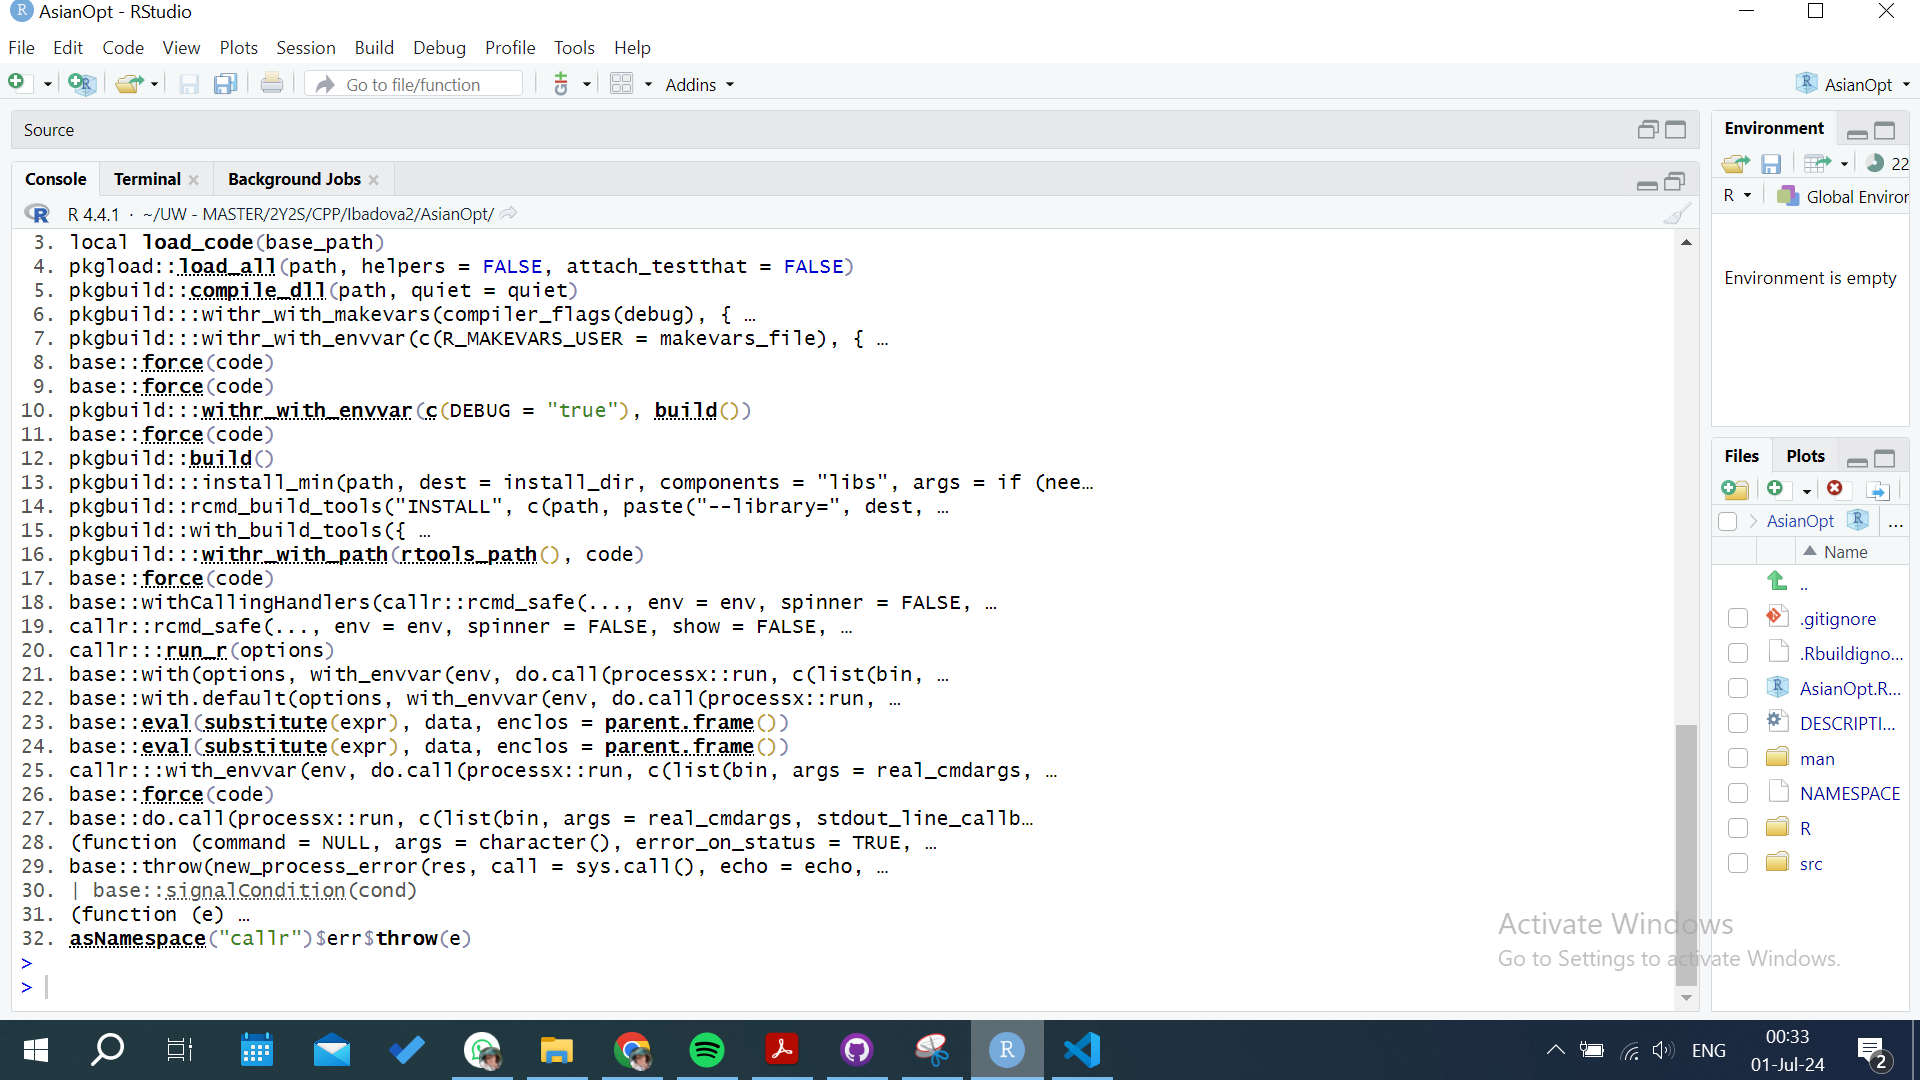 AsianOpt - RStudio
File Edit Code View Plots Session Build Debug Profile Tools Help
Go to file/function
Addins
AsianOpt
Source
Console Terminal Background Jobs
R 4.4.1 · ~/UW - MASTER/2Y2S/CPP/Ibadova2/AsianOpt/
3. local load_code(base_path)
4. pkgload::load_all(path, helpers = FALSE, attach_testthat = FALSE)
5. pkgbuild::compile_dll(path, quiet = quiet)
6. pkgbuild:::withr_with_makevars(compiler_flags(debug), { …
7. pkgbuild:::withr_with_envvar(c(R_MAKEVARS_USER = makevars_file), { …
8. base::force(code)
9. base::force(code)
10. pkgbuild:::withr_with_envvar(c(DEBUG = "true"), build())
11. base::force(code)
12. pkgbuild::build()
13. pkgbuild:::install_min(path, dest = install_dir, components = "libs", args = if (nee…
14. pkgbuild::rcmd_build_tools("INSTALL", c(path, paste("--library=", dest, …
15. pkgbuild::with_build_tools({ …
16. pkgbuild:::withr_with_path(rtools_path(), code)
17. base::force(code)
18. base::withCallingHandlers(callr::rcmd_safe(..., env = env, spinner = FALSE, …
19. callr::rcmd_safe(..., env = env, spinner = FALSE, show = FALSE, …
20. callr:::run_r(options)
21. base::with(options, with_envvar(env, do.call(processx::run, c(list(bin, …
22. base::with.default(options, with_envvar(env, do.call(processx::run, …
23. base::eval(substitute(expr), data, enclos = parent.frame())
24. base::eval(substitute(expr), data, enclos = parent.frame())
25. callr:::with_envvar(env, do.call(processx::run, c(list(bin, args = real_cmdargs, …
26. base::force(code)
27. base::do.call(processx::run, c(list(bin, args = real_cmdargs, stdout_line_callb…
28. (function (command = NULL, args = character(), error_on_status = TRUE, …
29. base::throw(new_process_error(res, call = sys.call(), echo = echo, …
30. | base::signalCondition(cond)
31. (function (e) …
32. asNamespace("callr")$err$throw(e)
>
>
Environment
22
R Global Enviror
Environment is empty
Files Plots
AsianOpt ...
Name
..
.gitignore
.Rbuildigno...
AsianOpt.R...
DESCRIPTI...
man
NAMESPACE
R
src
Activate Windows
Go to Settings to activate Windows.
ENG
00:33
01-Jul-24
2